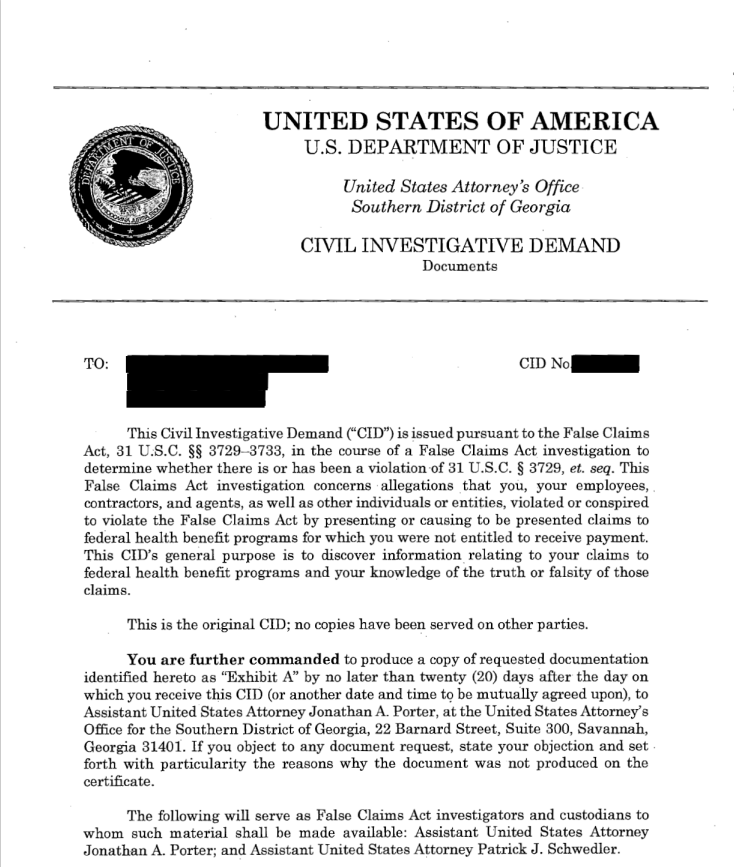 UNITED STATES OF AMERICA
U.S. DEPARTMENT OF JUSTICE
United States Attorney's Office
Southern District of Georgia
CIVIL INVESTIGATIVE DEMAND
Documents
DEPARTMENT OF JUSTICE
TO:
CID No.
This Civil Investigative Demand ("CID") is issued pursuant to the False Claims
Act, 31 U.S.C. §§ 3729–3733, in the course of a False Claims Act investigation to
determine whether there is or has been a violation of 31 U.S.C. § 3729, et. seq. This
False Claims Act investigation concerns allegations that you, your employees,
contractors, and agents, as well as other individuals or entities, violated or conspired
to violate the False Claims Act by presenting or causing to be presented claims to
federal health benefit programs for which you were not entitled to receive payment.
This CID's general purpose is to discover information relating to your claims to
federal health benefit programs and your knowledge of the truth or falsity of those
claims.
This is the original CID; no copies have been served on other parties.
You are further commanded to produce a copy of requested documentation
identified hereto as "Exhibit A" by no later than twenty (20) days after the day on
which you receive this CID (or another date and time to be mutually agreed upon), to
Assistant United States Attorney Jonathan A. Porter, at the United States Attorney's
Office for the Southern District of Georgia, 22 Barnard Street, Suite 300, Savannah,
Georgia 31401. If you object to any document request, state your objection and set
forth with particularity the reasons why the document was not produced on the
certificate.
The following will serve as False Claims Act investigators and custodians to
whom such material shall be made available: Assistant United States Attorney
Jonathan A. Porter; and Assistant United States Attorney Patrick J. Schwedler.